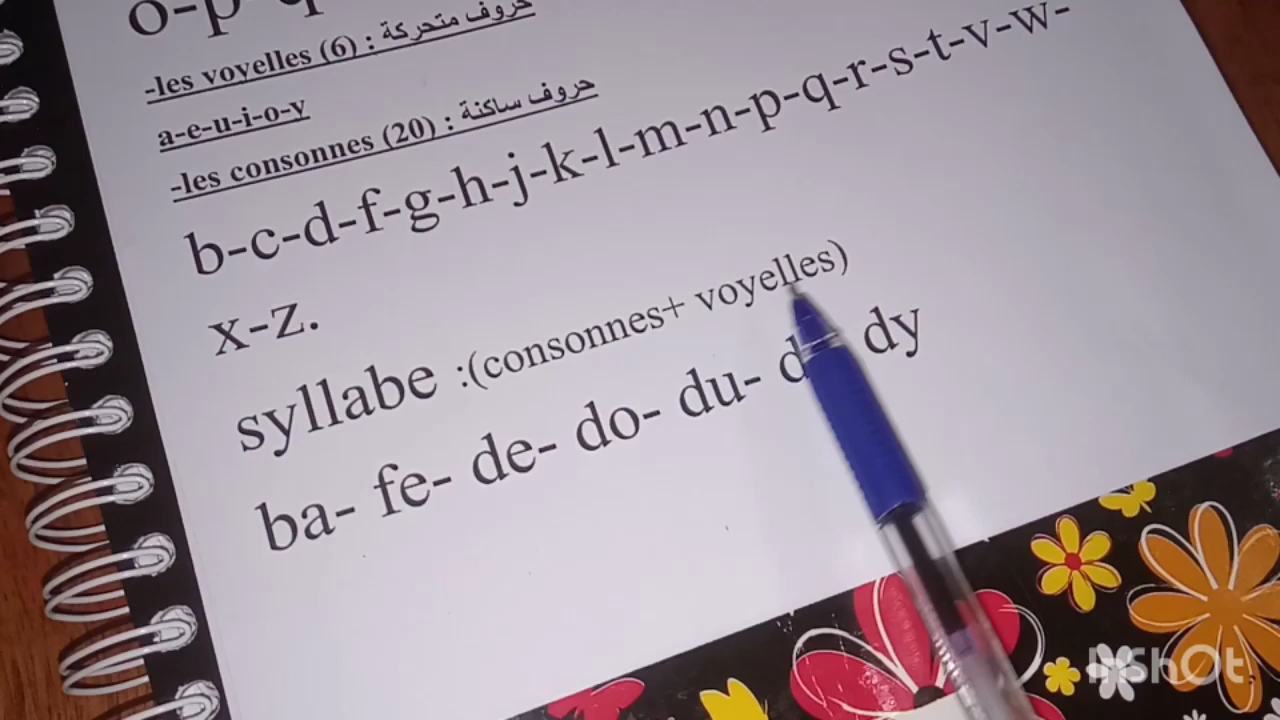 o-p-q
-les voyelles (6) : حروف متحركة
a-e-u-i-o-y
-les consonnes (20) : حروف ساكنة
b-c-d-f-g-h-j-k-l-m-n-p-q-r-s-t-v-w-
x-z.
syllabe :(consonnes+ voyelles)
ba- fe- de- do- du- dy
InShOt